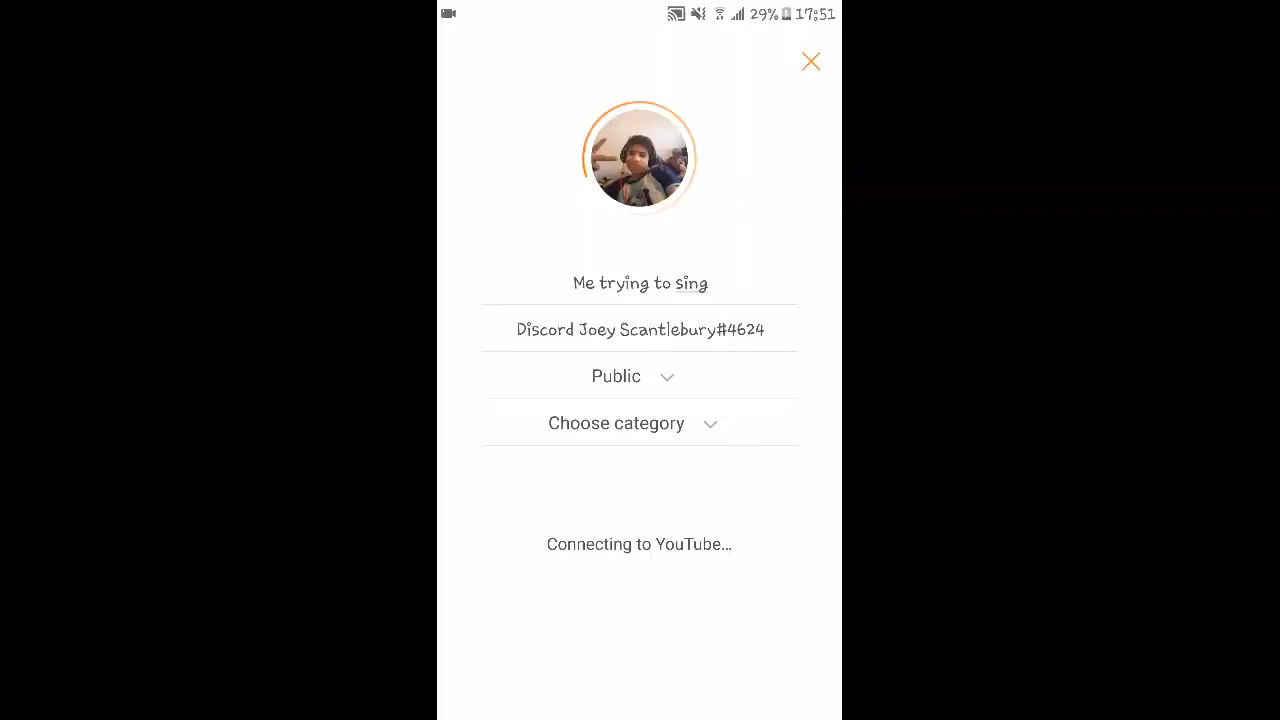 29% 17:51
Me trying to sing
Discord Joey Scantlebury#4624
Public
Choose category
Connecting to YouTube...